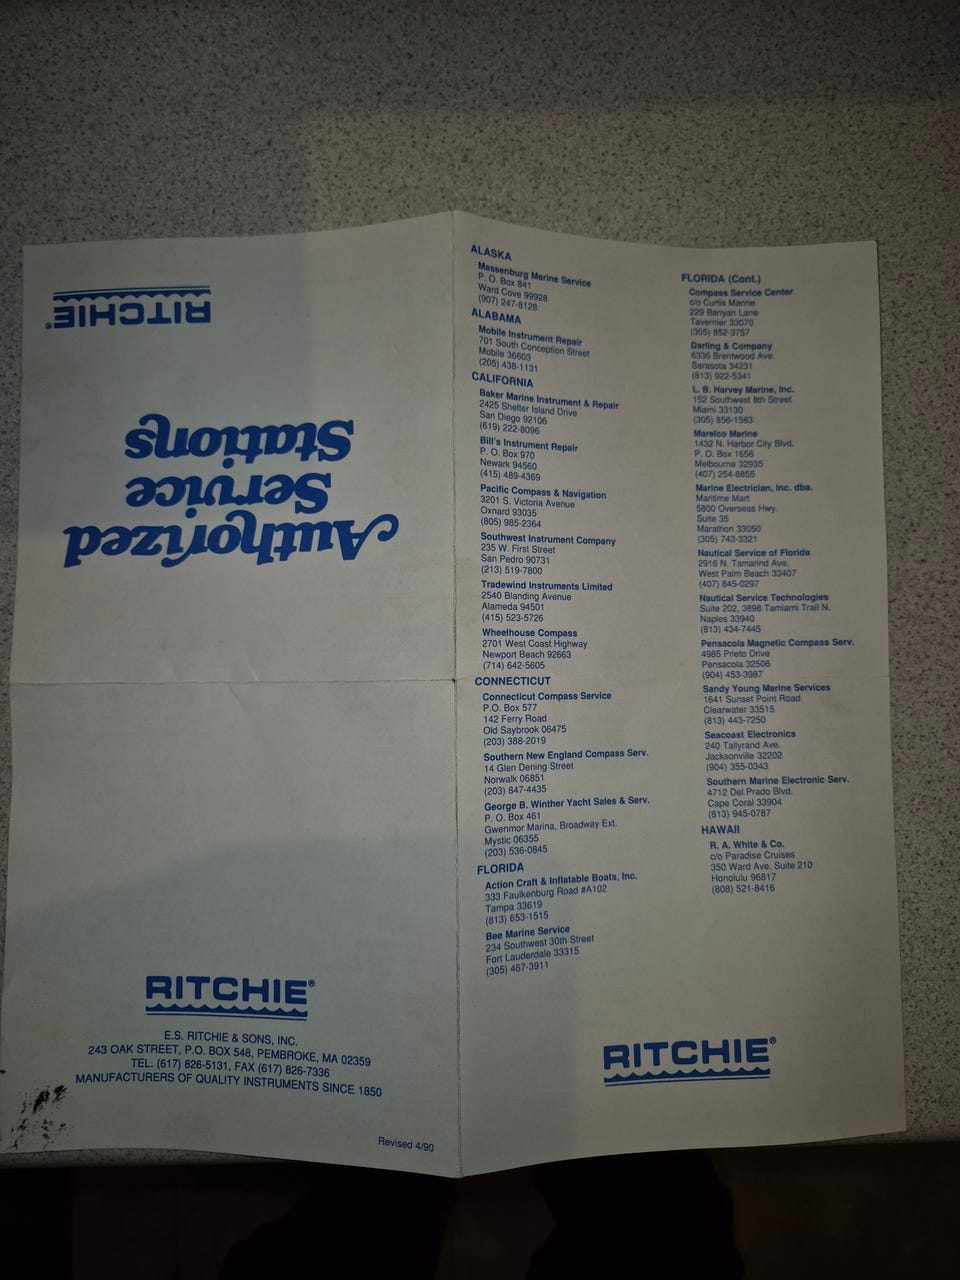 RITCHIE®
Authorized
Service
Stations
RITCHIE®
E.S. RITCHIE & SONS, INC.
243 OAK STREET, P.O. BOX 548, PEMBROKE, MA 02359
TEL. (617) 826-5131, FAX (617) 826-7336
MANUFACTURERS OF QUALITY INSTRUMENTS SINCE 1850
Revised 4/90
ALASKA
Massenburg Marine Service
P. O. Box 841
Ward Cove 99928
(907) 247-8128
ALABAMA
Mobile Instrument Repair
701 South Conception Street
Mobile 36603
(205) 438-1131
CALIFORNIA
Baker Marine Instrument & Repair
2425 Shelter Island Drive
San Diego 92106
(619) 222-8096
Bill's Instrument Repair
P. O. Box 970
Newark 94560
(415) 489-4369
Pacific Compass & Navigation
3201 S. Victoria Avenue
Oxnard 93035
(805) 985-2364
Southwest Instrument Company
235 W. First Street
San Pedro 90731
(213) 519-7800
Tradewind Instruments Limited
2540 Blanding Avenue
Alameda 94501
(415) 523-5726
Wheelhouse Compass
2701 West Coast Highway
Newport Beach 92663
(714) 642-5605
CONNECTICUT
Connecticut Compass Service
P.O. Box 577
142 Ferry Road
Old Saybrook 06475
(203) 388-2019
Southern New England Compass Serv.
14 Glen Dening Street
Norwalk 06851
(203) 847-4435
George B. Winther Yacht Sales & Serv.
P. O. Box 461
Gwenmor Marina, Broadway Ext.
Mystic 06355
(203) 536-0845
FLORIDA
Action Craft & Inflatable Boats, Inc.
333 Faulkenburg Road #A102
Tampa 33619
(813) 653-1515
Bee Marine Service
234 Southwest 30th Street
Fort Lauderdale 33315
(305) 467-3911
FLORIDA (Cont.)
Compass Service Center
c/o Curtis Marine
229 Banyan Lane
Tavernier 33070
(305) 852-3757
Darling & Company
6336 Brentwood Ave.
Sarasota 34231
(813) 922-5341
L. B. Harvey Marine, Inc.
152 Southwest 8th Street
Miami 33130
(305) 856-1583
Marelco Marine
1432 N. Harbor City Blvd.
P. O. Box 1656
Melbourne 32935
(407) 254-8855
Marine Electrician, Inc. dba.
Maritime Mart
5800 Overseas Hwy.
Suite 35
Marathon 33050
(305) 743-3321
Nautical Service of Florida
2916 N. Tamarind Ave.
West Palm Beach 33407
(407) 845-0297
Nautical Service Technologies
Suite 202, 3898 Tamiami Trail N.
Naples 33940
(813) 434-7445
Pensacola Magnetic Compass Serv.
4985 Prieto Drive
Pensacola 32506
(904) 453-3987
Sandy Young Marine Services
1641 Sunset Point Road
Clearwater 33515
(813) 443-7250
Seacoast Electronics
240 Tallyrand Ave.
Jacksonville 32202
(904) 355-0343
Southern Marine Electronic Serv.
4712 Del Prado Blvd.
Cape Coral 33904
(813) 945-0787
HAWAII
R. A. White & Co.
c/o Paradise Cruises
350 Ward Ave. Suite 210
Honolulu 96817
(808) 521-8416
RITCHIE®